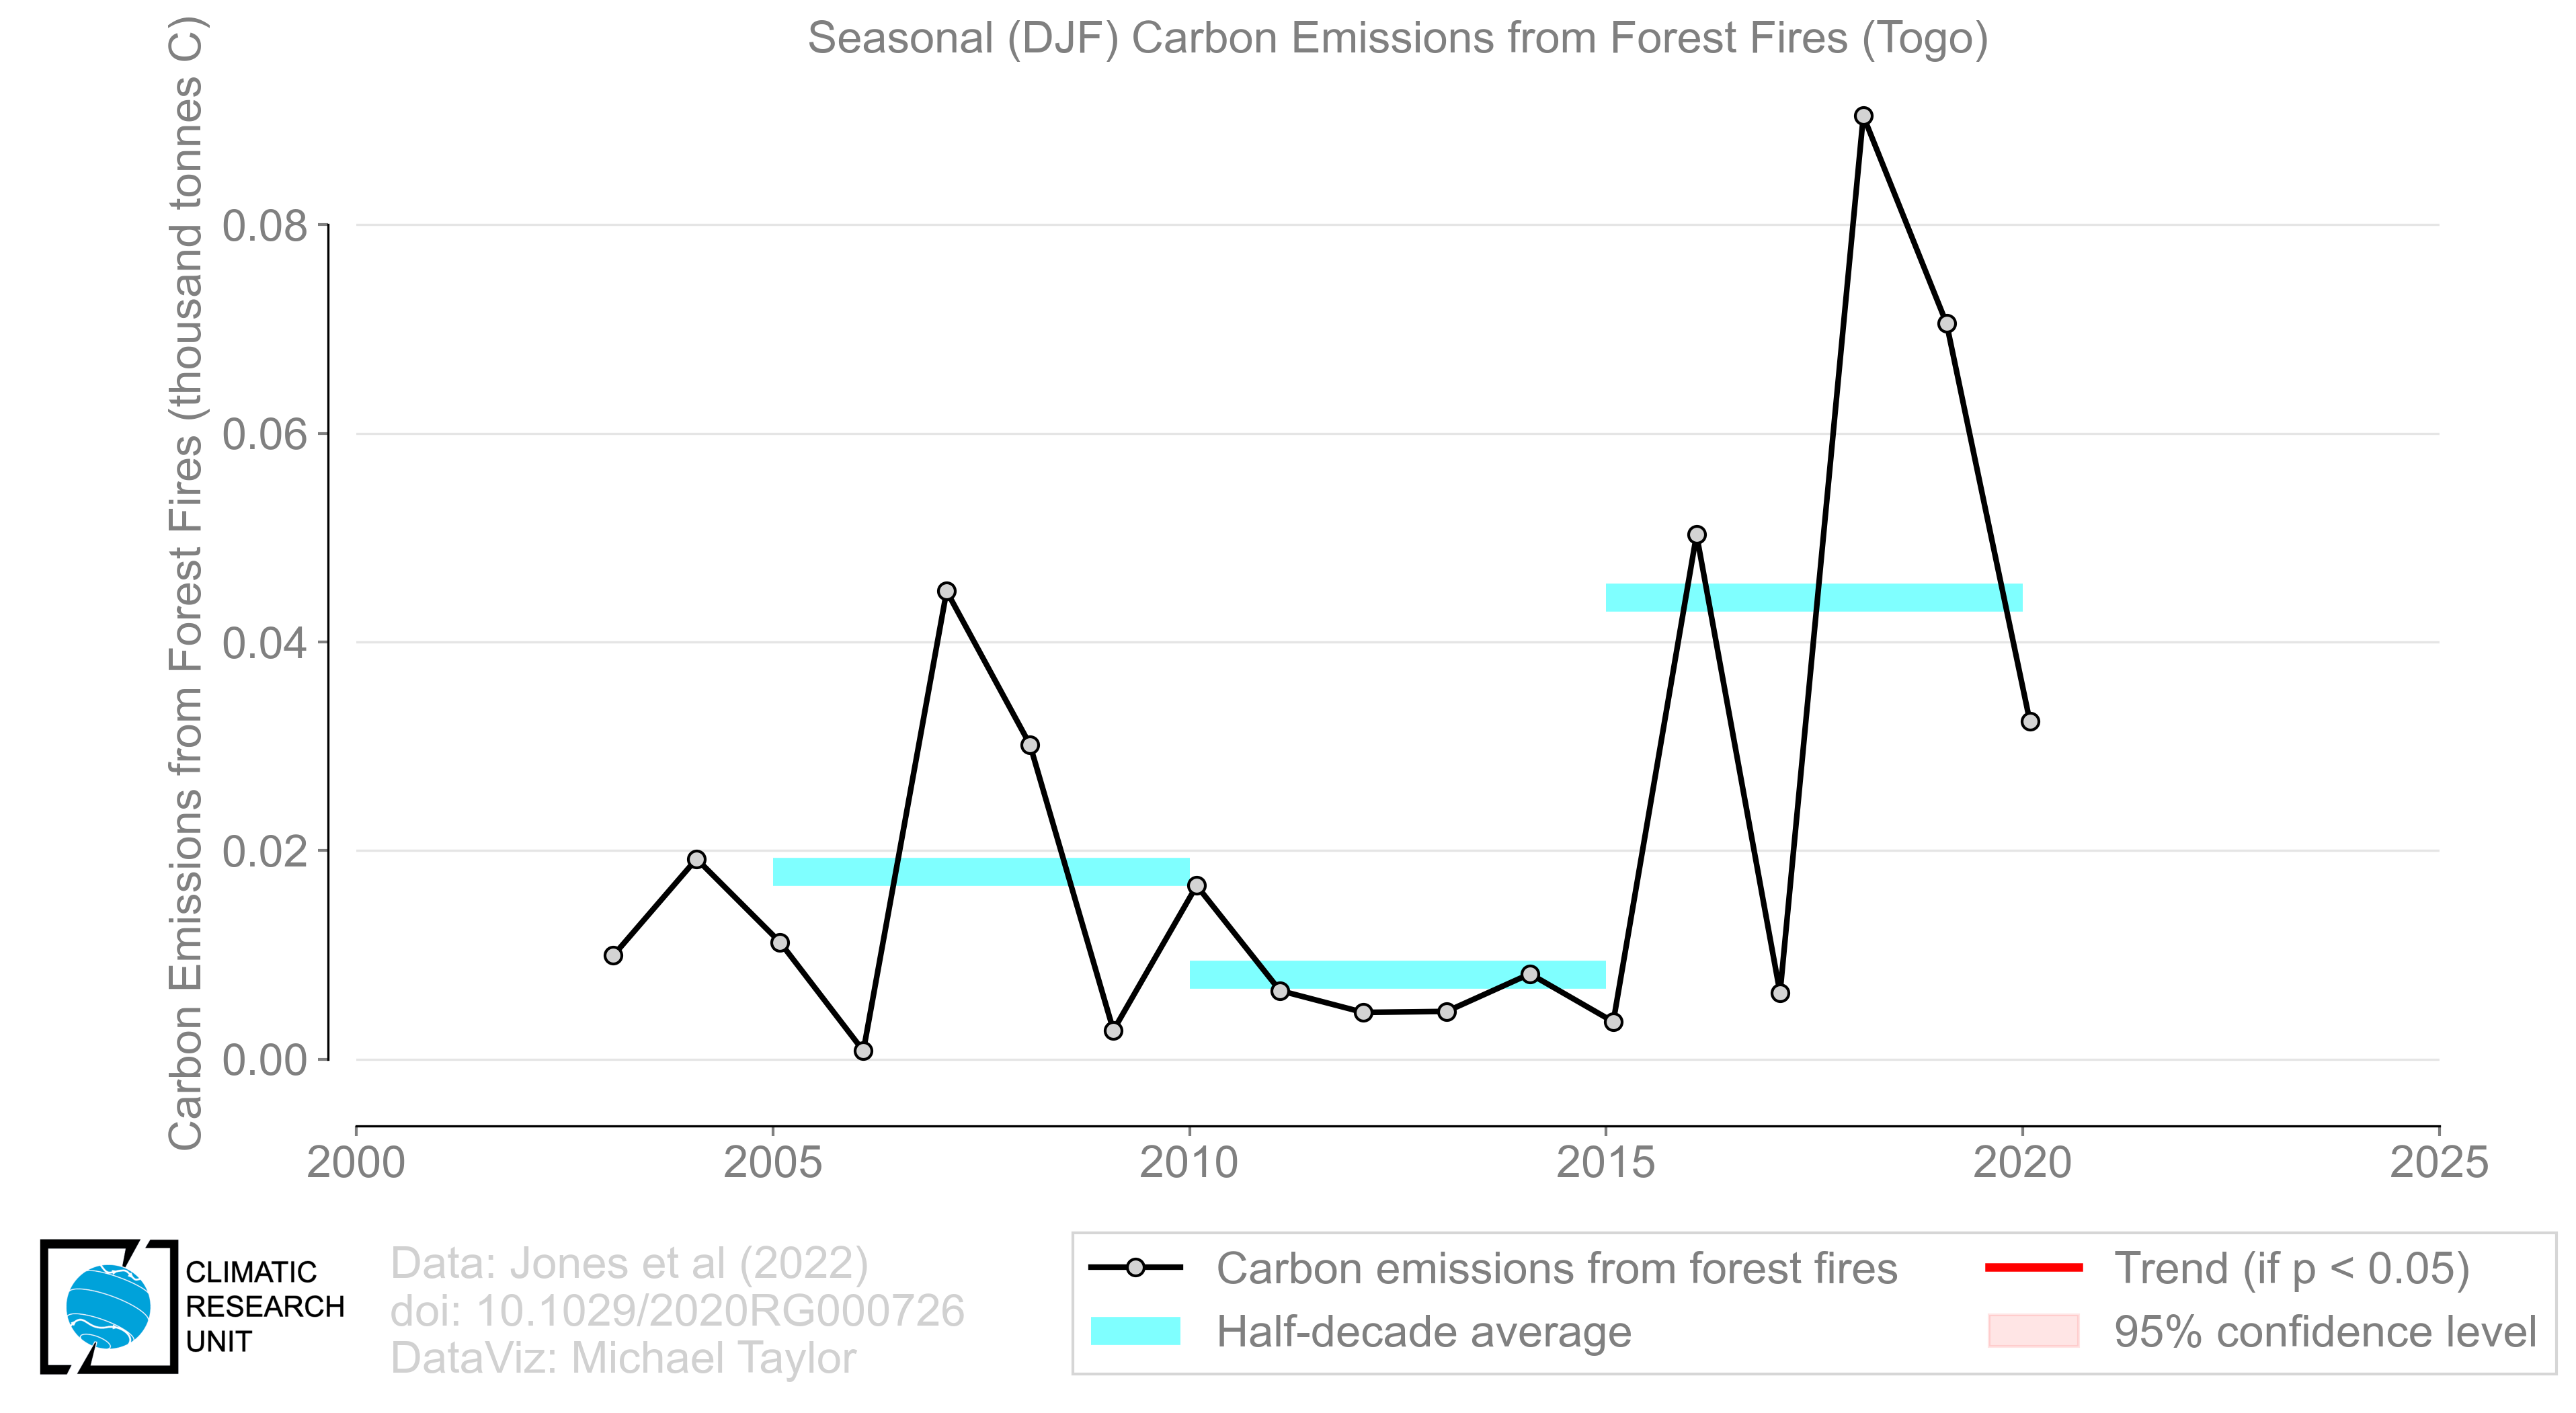 Seasonal (DJF) Carbon Emissions from Forest Fires (Togo)
Carbon Emissions from Forest Fires (thousand tonnes C)
0.08
0.06
0.04
0.02
0.00
2000 2005 2010 2015 2020 2025
CLIMATIC
RESEARCH
UNIT
Data: Jones et al (2022)
doi: 10.1029/2020RG000726
DataViz: Michael Taylor
Carbon emissions from forest fires
Half-decade average
Trend (if p < 0.05)
95% confidence level